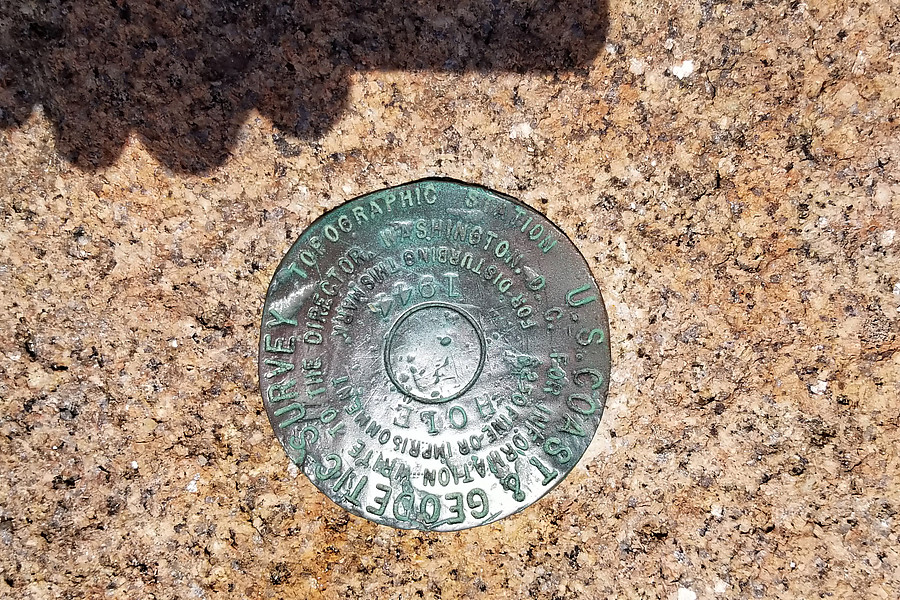 U.S. COAST & GEODETIC SURVEY TOPOGRAPHIC STATION
FOR INFORMATION WRITE TO THE DIRECTOR, WASHINGTON, D.C.
FINE OR IMPRISONMENT FOR DISTURBING THIS MARK.
HOLE
1944